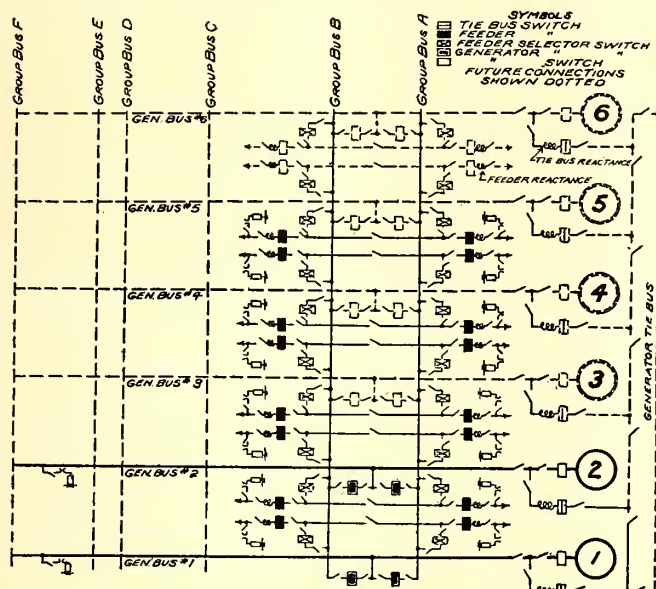 GROUP BUS F
GROUP BUS E
GROUP BUS D
GROUP BUS C
GROUP BUS B
GROUP BUS A
SYMBOLS
TIE BUS SWITCH
FEEDER "
FEEDER SELECTOR SWITCH
GENERATOR " "
" SWITCH
FUTURE CONNECTIONS
SHOWN DOTTED
GEN. BUS #6
6
TIE BUS REACTANCE
FEEDER REACTANCE
GEN. BUS #5
5
GEN. BUS #4
4
GENERATOR TIE BUS
GEN. BUS #3
3
GEN. BUS #2
2
GEN. BUS #1
1